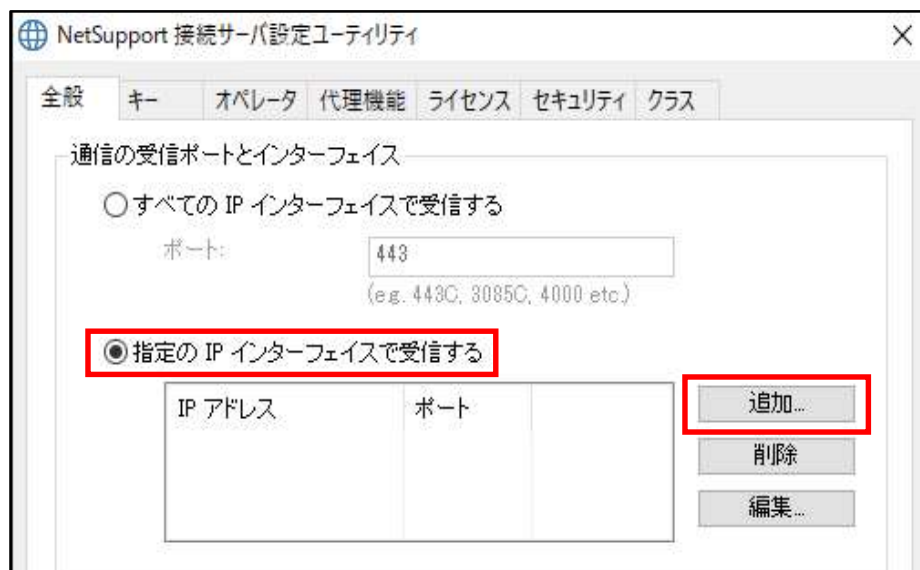 NetSupport 接続サーバ設定ユーティリティ
全般 キー オペレータ 代理機能 ライセンス セキュリティ クラス
通信の受信ポートとインターフェイス
すべての IP インターフェイスで受信する
ポート: 443
(e.g. 443C, 3085C, 4000 etc.)
指定の IP インターフェイスで受信する
IP アドレス ポート 追加...
削除
編集...